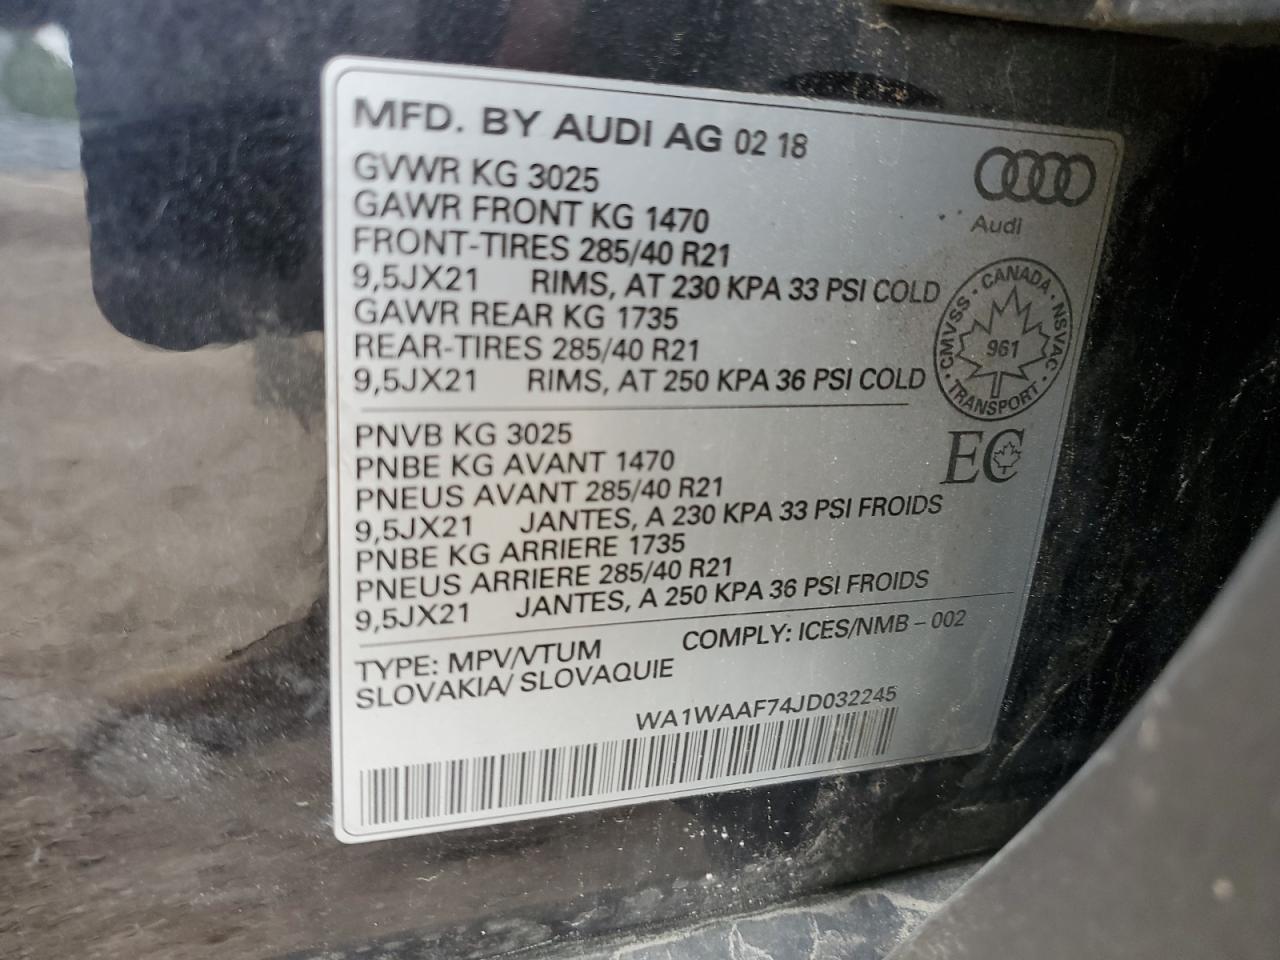 MFD. BY AUDI AG 02 18
GVWR KG 3025
GAWR FRONT KG 1470
FRONT-TIRES 285/40 R21
9,5JX21 RIMS, AT 230 KPA 33 PSI COLD
GAWR REAR KG 1735
REAR-TIRES 285/40 R21
9,5JX21 RIMS, AT 250 KPA 36 PSI COLD
Audi
CMVSS · CANADA · NSVAC · TRANSPORT ·
961
EC
PNVB KG 3025
PNBE KG AVANT 1470
PNEUS AVANT 285/40 R21
9,5JX21 JANTES, A 230 KPA 33 PSI FROIDS
PNBE KG ARRIERE 1735
PNEUS ARRIERE 285/40 R21
9,5JX21 JANTES, A 250 KPA 36 PSI FROIDS
TYPE: MPV/VTUM COMPLY: ICES/NMB - 002
SLOVAKIA/ SLOVAQUIE
WA1WAAF74JD032245